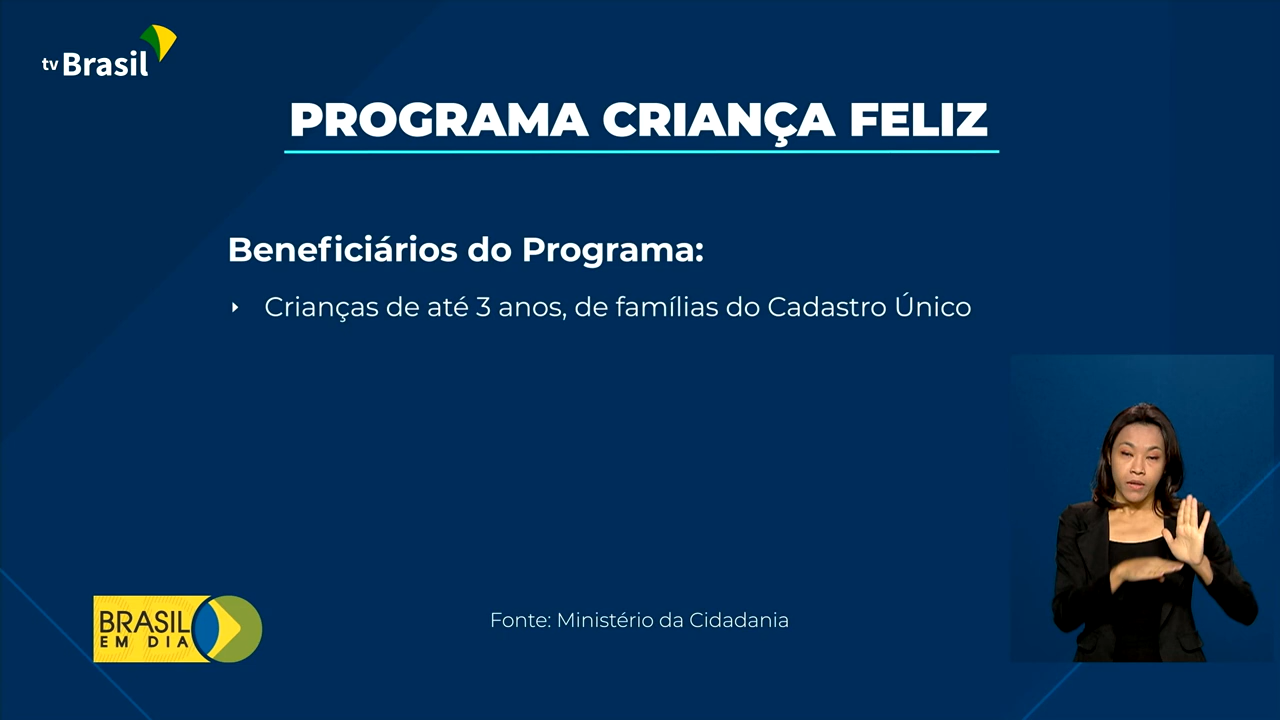 tv Brasil
PROGRAMA CRIANÇA FELIZ
Beneficiários do Programa:
Crianças de até 3 anos, de famílias do Cadastro Único
BRASIL
EM DIA
Fonte: Ministério da Cidadania